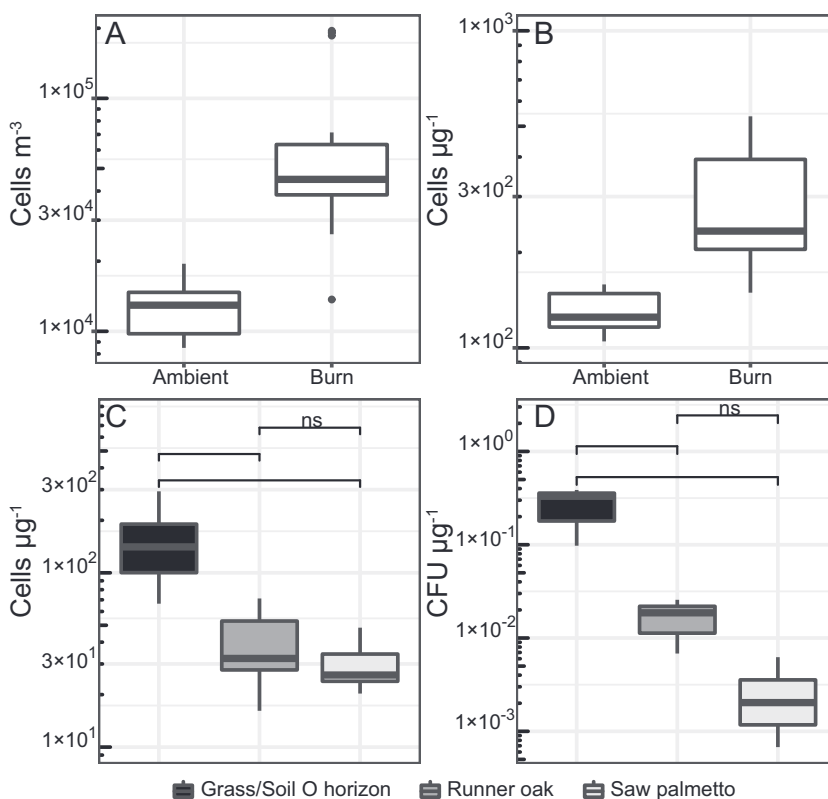 A
Cells m⁻³
1×10⁵
3×10⁴
1×10⁴
Ambient
Burn
B
Cells µg⁻¹
1×10³
3×10²
1×10²
Ambient
Burn
C
Cells µg⁻¹
3×10²
1×10²
3×10¹
1×10¹
ns
D
CFU µg⁻¹
1×10⁰
1×10⁻¹
1×10⁻²
1×10⁻³
ns
Grass/Soil O horizon Runner oak Saw palmetto